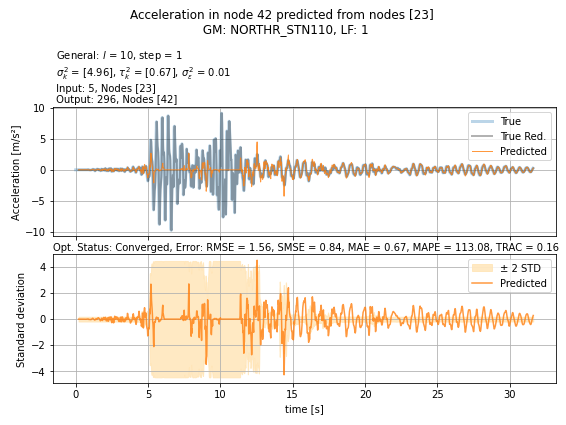 Acceleration in node 42 predicted from nodes [23]
GM: NORTHR_STN110, LF: 1
General: l = 10, step = 1
σ²ₖ = [4.96], τ²ₖ = [0.67], σ²ε = 0.01
Input: 5, Nodes [23]
Output: 296, Nodes [42]
10
5
0
−5
−10
Acceleration [m/s²]
True
True Red.
Predicted
Opt. Status: Converged, Error: RMSE = 1.56, SMSE = 0.84, MAE = 0.67, MAPE = 113.08, TRAC = 0.16
4
2
0
−2
−4
Standard deviation
± 2 STD
Predicted
0 5 10 15 20 25 30
time [s]